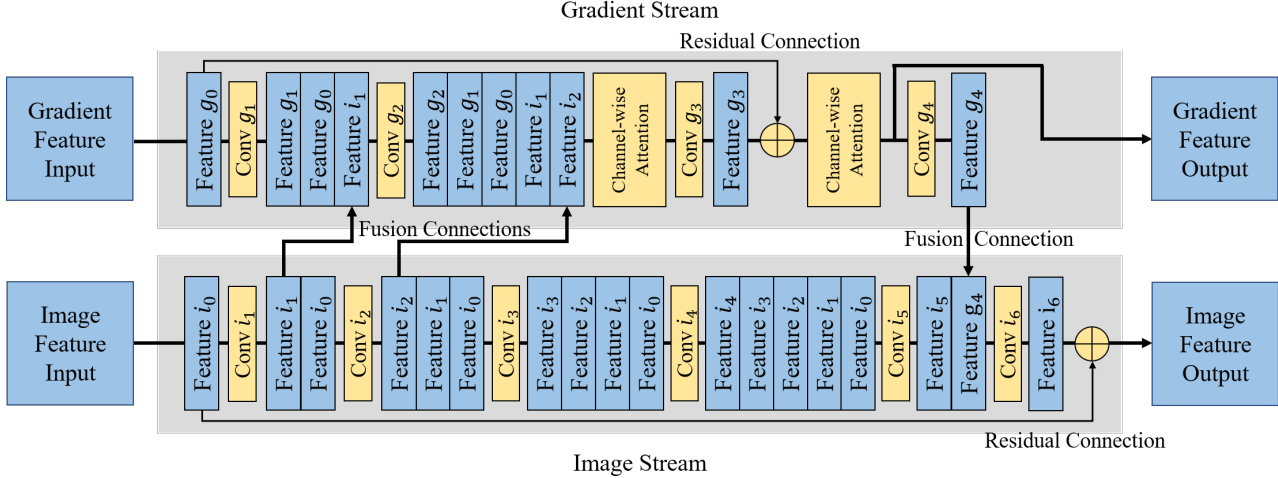 Gradient Stream
Residual Connection
Gradient
Feature
Input
Feature g₀
Conv g₁
Feature g₁
Feature g₀
Feature i₁
Conv g₂
Feature g₂
Feature g₁
Feature g₀
Feature i₁
Feature i₂
Channel-wise
Attention
Conv g₃
Feature g₃
Channel-wise
Attention
Conv g₄
Feature g₄
Gradient
Feature
Output
Fusion Connections
Fusion Connection
Image
Feature
Input
Feature i₀
Conv i₁
Feature i₁
Feature i₀
Conv i₂
Feature i₂
Feature i₁
Feature i₀
Conv i₃
Feature i₃
Feature i₂
Feature i₁
Feature i₀
Conv i₄
Feature i₄
Feature i₃
Feature i₂
Feature i₁
Feature i₀
Conv i₅
Feature i₅
Feature g₄
Conv i₆
Feature i₆
Image
Feature
Output
Residual Connection
Image Stream